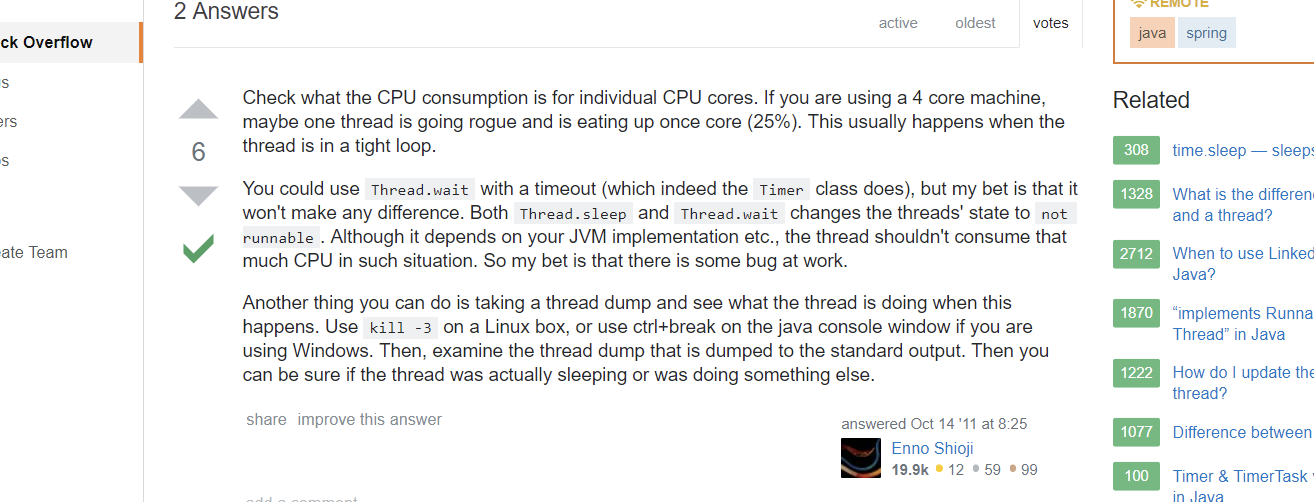 2 Answers
active
oldest
votes
REMOTE
java
spring
ck Overflow
s
ers
s
eate Team
6
Check what the CPU consumption is for individual CPU cores. If you are using a 4 core machine,
maybe one thread is going rogue and is eating up once core (25%). This usually happens when the
thread is in a tight loop.
You could use Thread.wait with a timeout (which indeed the Timer class does), but my bet is that it
won't make any difference. Both Thread.sleep and Thread.wait changes the threads' state to not
runnable. Although it depends on your JVM implementation etc., the thread shouldn't consume that
much CPU in such situation. So my bet is that there is some bug at work.
Another thing you can do is taking a thread dump and see what the thread is doing when this
happens. Use kill -3 on a Linux box, or use ctrl+break on the java console window if you are
using Windows. Then, examine the thread dump that is dumped to the standard output. Then you
can be sure if the thread was actually sleeping or was doing something else.
share improve this answer
answered Oct 14 '11 at 8:25
Enno Shioji
19.9k 12 59 99
add a comment
Related
308 time.sleep — sleeps
1328 What is the differenc
and a thread?
2712 When to use Linked
Java?
1870 “implements Runna
Thread” in Java
1222 How do I update the
thread?
1077 Difference between
100 Timer & TimerTask v
in Java